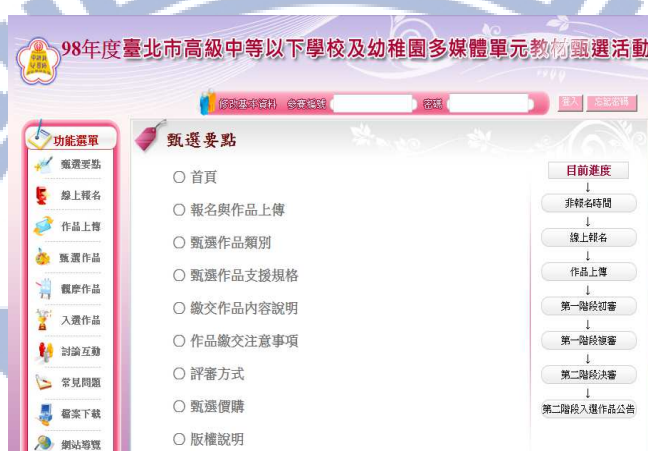 98年度臺北市高級中等以下學校及幼稚園多媒體單元教材甄選活動
修改基本資料 參賽編號 密碼 登入 忘記密碼
功能選單
甄選要點
線上報名
作品上傳
甄選作品
觀摩作品
入選作品
討論互動
常見問題
檔案下載
網站導覽
甄選要點
首頁
報名與作品上傳
甄選作品類別
甄選作品支援規格
繳交作品內容說明
作品繳交注意事項
評審方式
甄選價購
版權說明
目前進度
↓
非報名時間
↓
線上報名
↓
作品上傳
↓
第一階段初審
↓
第一階段複審
↓
第二階段決審
↓
第二階段入選作品公告